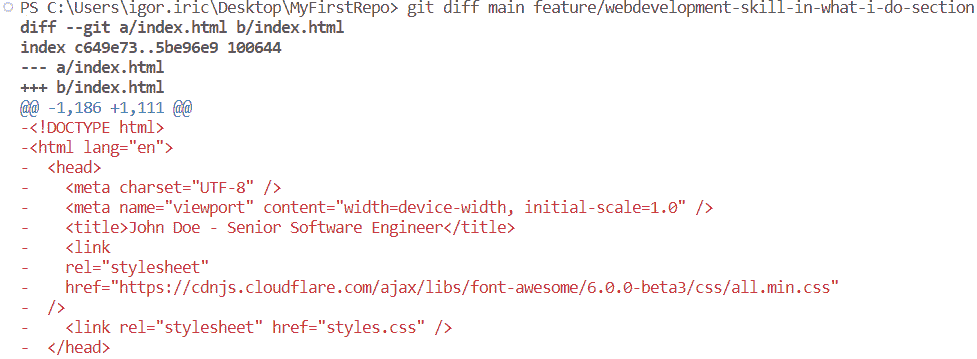 PS C:\Users\igor.iric\Desktop\MyFirstRepo> git diff main feature/webdevelopment-skill-in-what-i-do-section
diff --git a/index.html b/index.html
index c649e73..5be96e9 100644
--- a/index.html
+++ b/index.html
@@ -1,186 +1,111 @@
-<!DOCTYPE html>
-<html lang="en">
-  <head>
-    <meta charset="UTF-8" />
-    <meta name="viewport" content="width=device-width, initial-scale=1.0" />
-    <title>John Doe - Senior Software Engineer</title>
-    <link
-    rel="stylesheet"
-    href="https://cdnjs.cloudflare.com/ajax/libs/font-awesome/6.0.0-beta3/css/all.min.css"
-  />
-    <link rel="stylesheet" href="styles.css" />
-  </head>